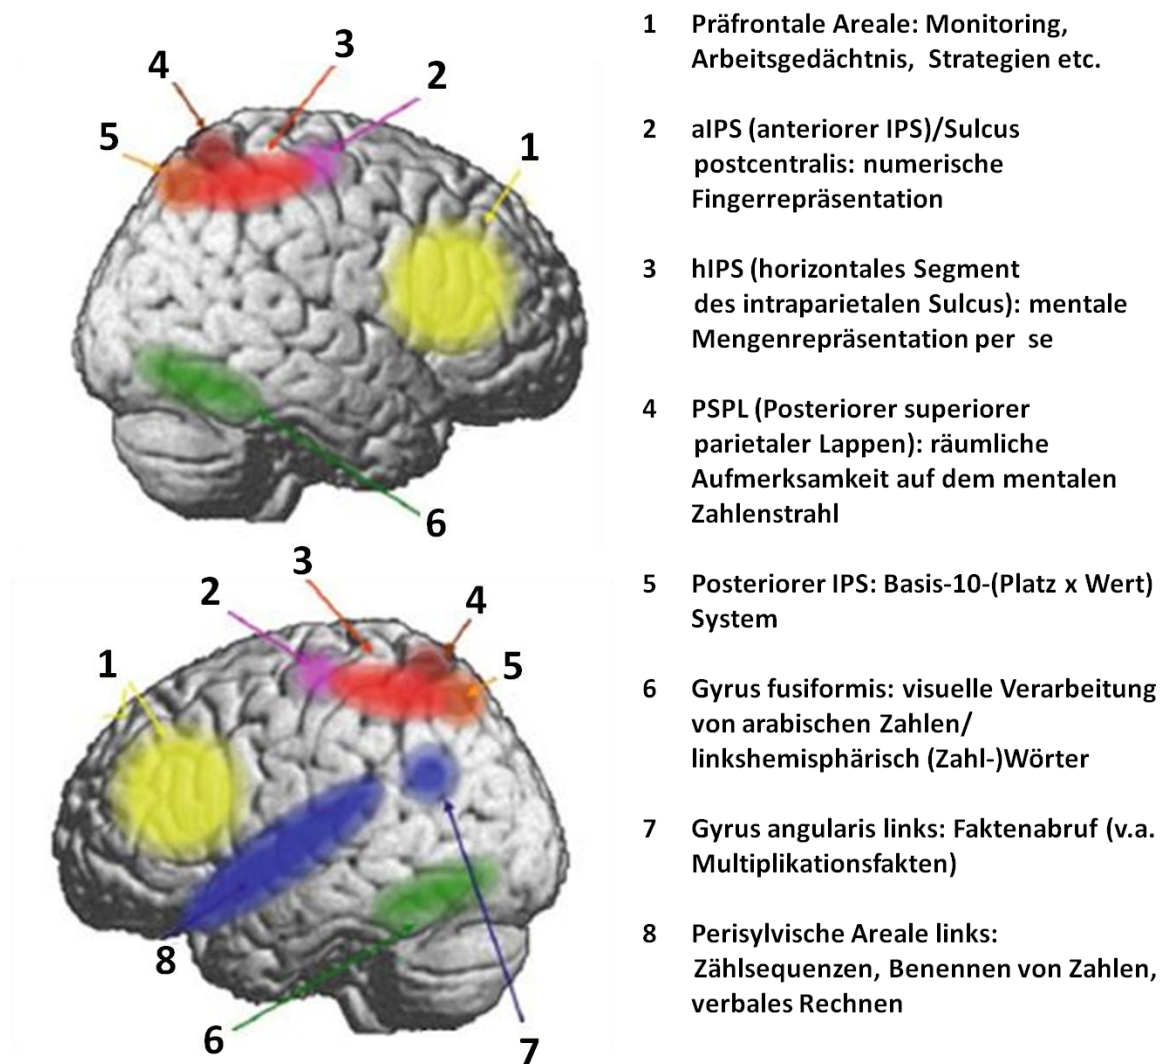 3
4
2
5
1
6
3
2
4
1
5
8
6
7
1 Präfrontale Areale: Monitoring,
Arbeitsgedächtnis, Strategien etc.
2 aIPS (anteriorer IPS)/Sulcus
postcentralis: numerische
Fingerrepräsentation
3 hIPS (horizontales Segment
des intraparietalen Sulcus): mentale
Mengenrepräsentation per se
4 PSPL (Posteriorer superiorer
parietaler Lappen): räumliche
Aufmerksamkeit auf dem mentalen
Zahlenstrahl
5 Posteriorer IPS: Basis-10-(Platz x Wert)
System
6 Gyrus fusiformis: visuelle Verarbeitung
von arabischen Zahlen/
linkshemisphärisch (Zahl-)Wörter
7 Gyrus angularis links: Faktenabruf (v.a.
Multiplikationsfakten)
8 Perisylvische Areale links:
Zählsequenzen, Benennen von Zahlen,
verbales Rechnen